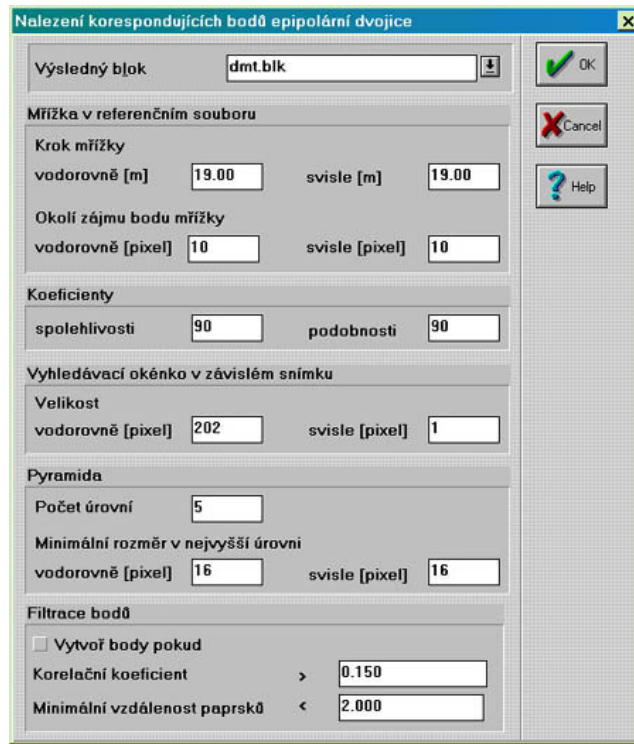 Nalezení korespondujících bodů epipolární dvojice
Výsledný blok dmt.blk
OK
Mřížka v referenčním souboru
Cancel
Krok mřížky
vodorovně [m] 19.00 svisle [m] 19.00
Help
Okolí zájmu bodu mřížky
vodorovně [pixel] 10 svisle [pixel] 10
Koeficienty
spolehlivosti 90 podobnosti 90
Vyhledávací okénko v závislém snímku
Velikost
vodorovně [pixel] 202 svisle [pixel] 1
Pyramida
Počet úrovní 5
Minimální rozměr v nejvyšší úrovni
vodorovně [pixel] 16 svisle [pixel] 16
Filtrace bodů
Vytvoř body pokud
Korelační koeficient > 0.150
Minimální vzdálenost paprsků < 2.000